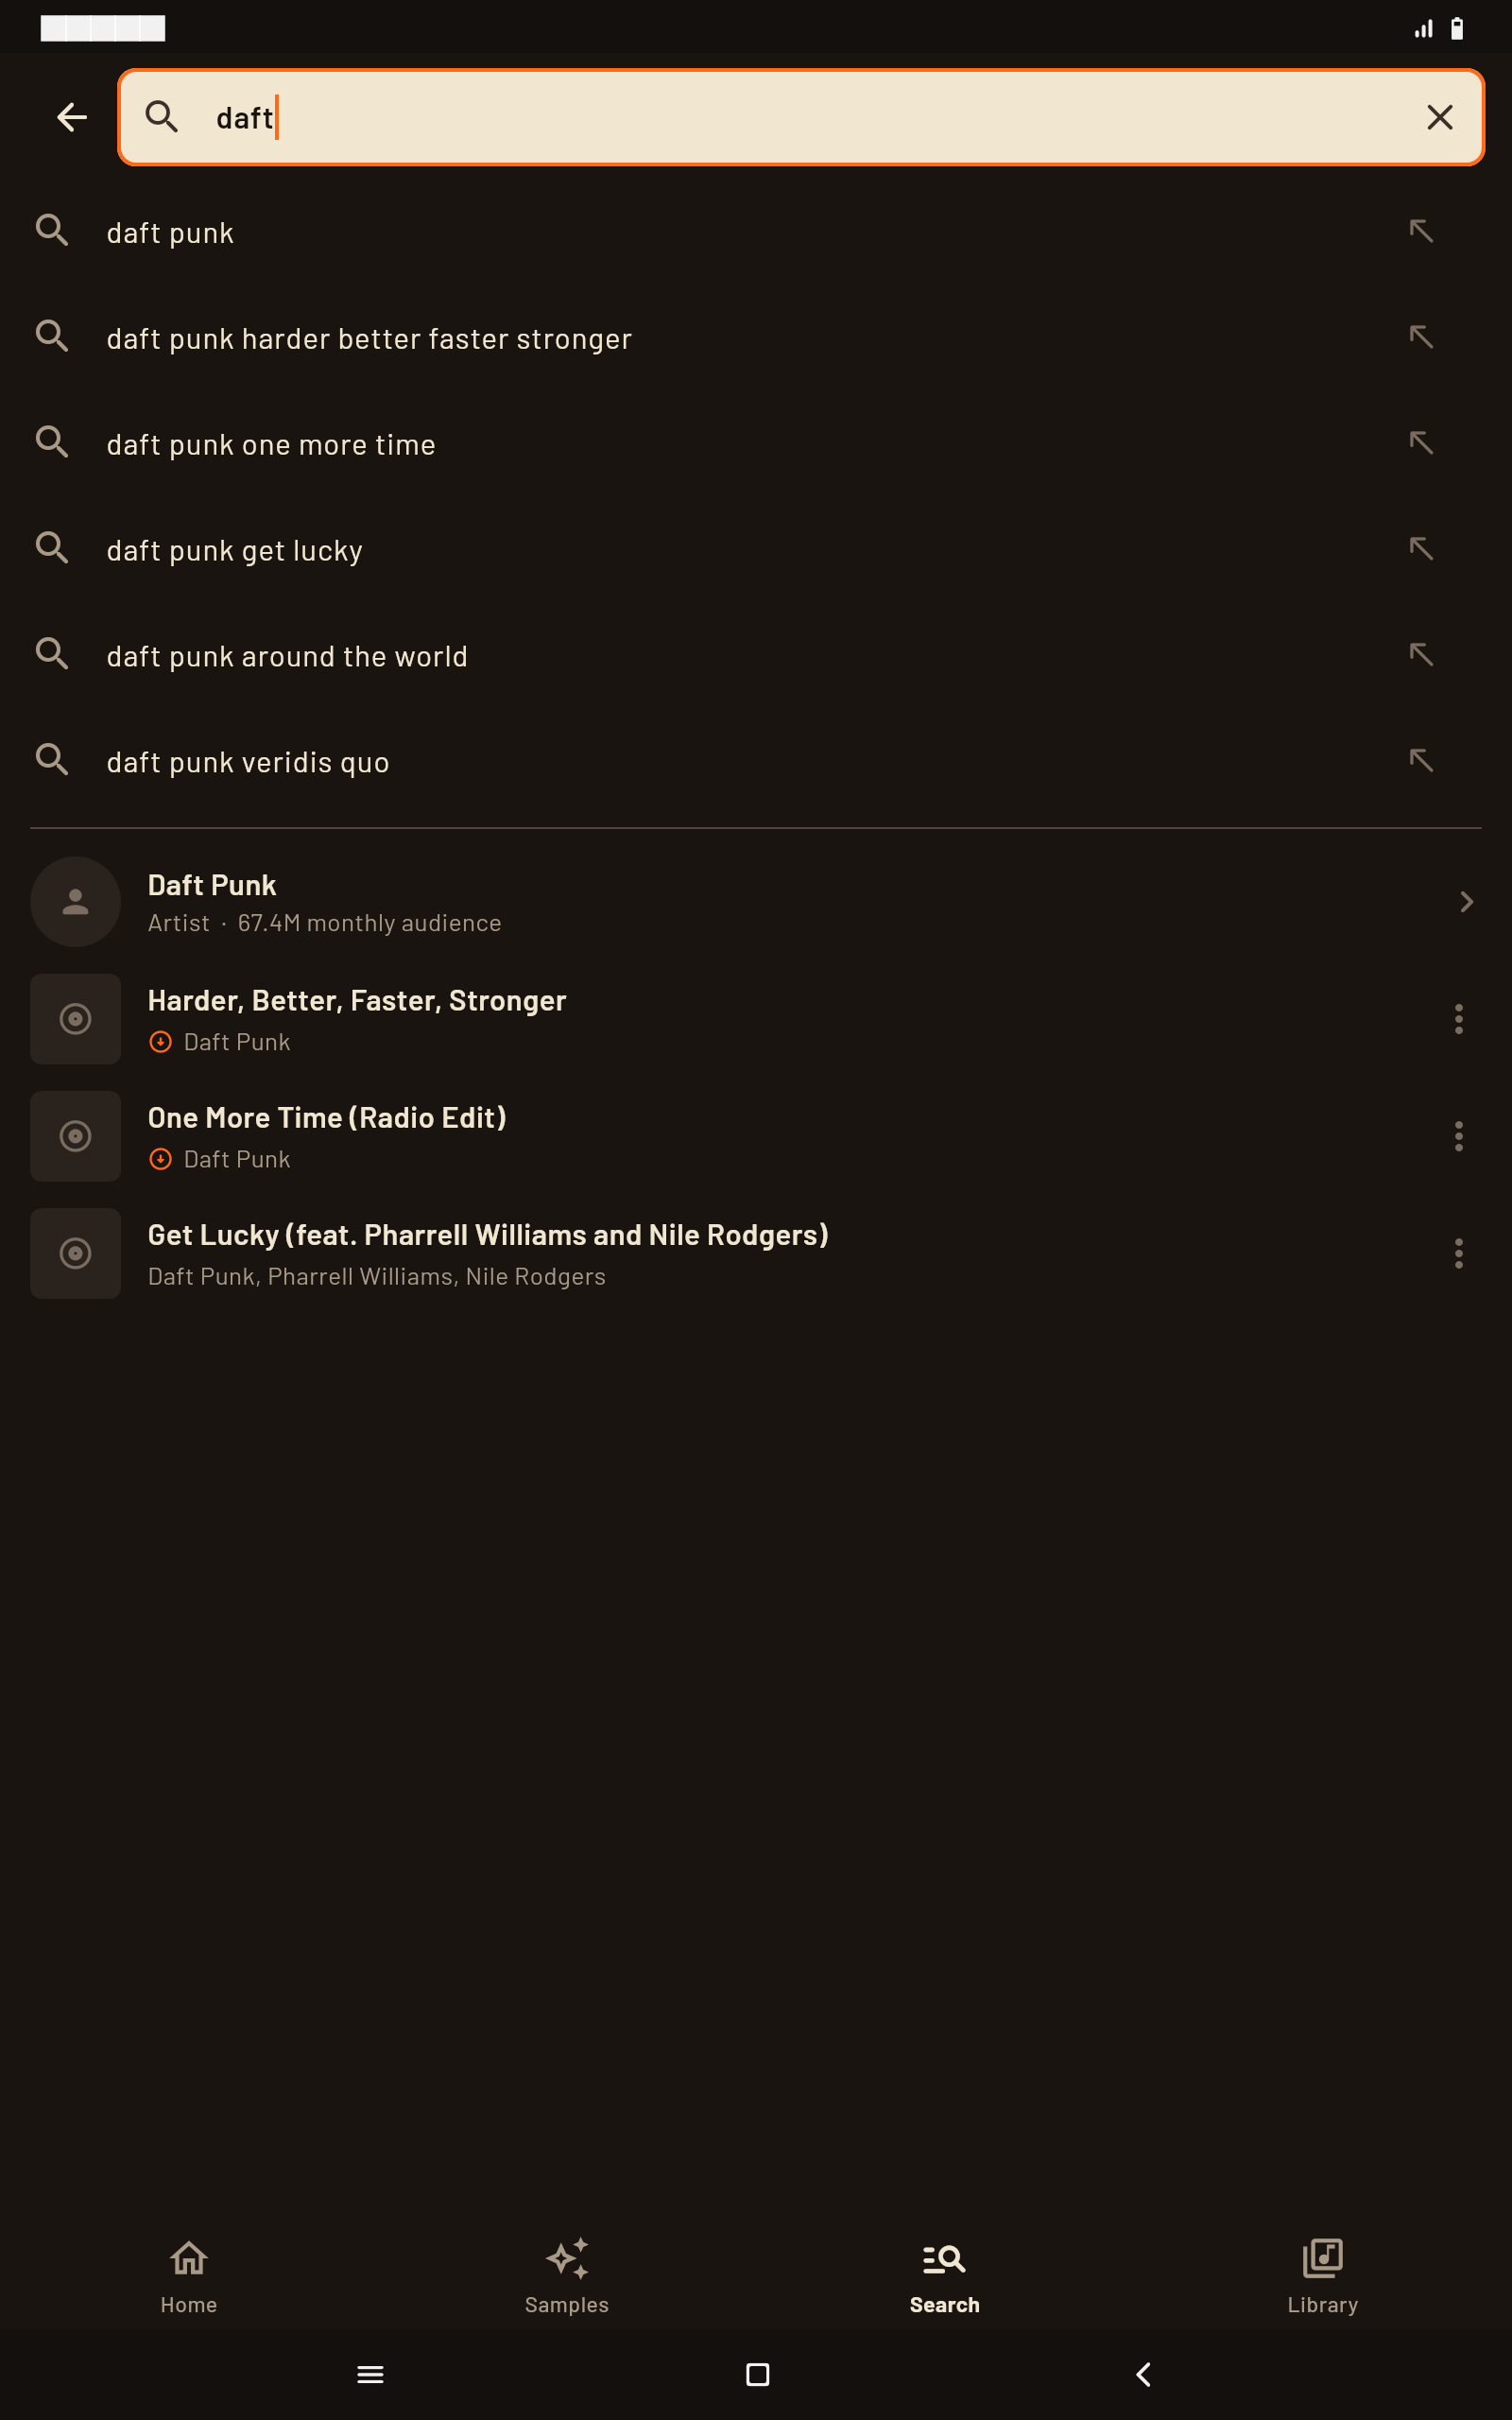 daft
daft punk
daft punk harder better faster stronger
daft punk one more time
daft punk get lucky
daft punk around the world
daft punk veridis quo
Daft Punk
Artist · 67.4M monthly audience
Harder, Better, Faster, Stronger
Daft Punk
One More Time (Radio Edit)
Daft Punk
Get Lucky (feat. Pharrell Williams and Nile Rodgers)
Daft Punk, Pharrell Williams, Nile Rodgers
Home
Samples
Search
Library